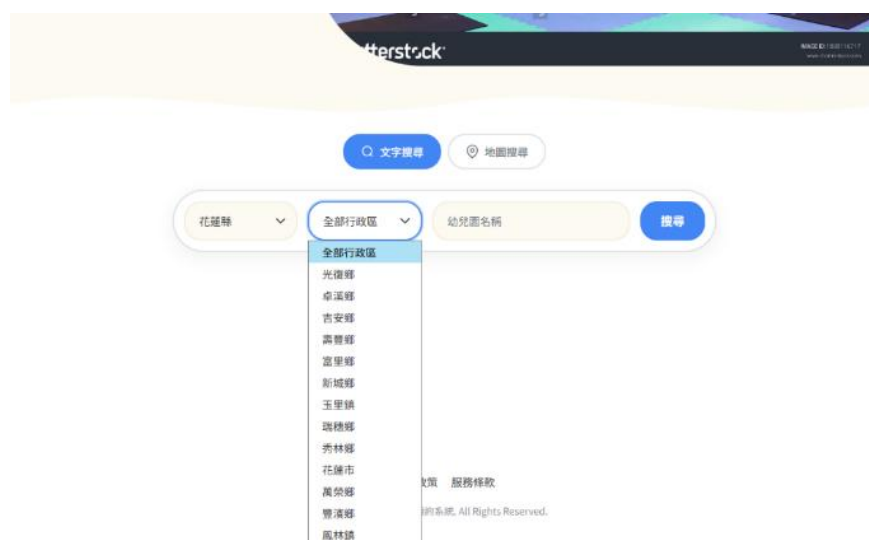 tterstock
文字搜尋
地圖搜尋
花蓮縣
全部行政區
幼兒園名稱
搜尋
全部行政區
光復鄉
卓溪鄉
吉安鄉
壽豐鄉
富里鄉
新城鄉
玉里鎮
瑞穗鄉
秀林鄉
花蓮市
萬榮鄉
豐濱鄉
鳳林鎮
政策 服務條款
約系統. All Rights Reserved.